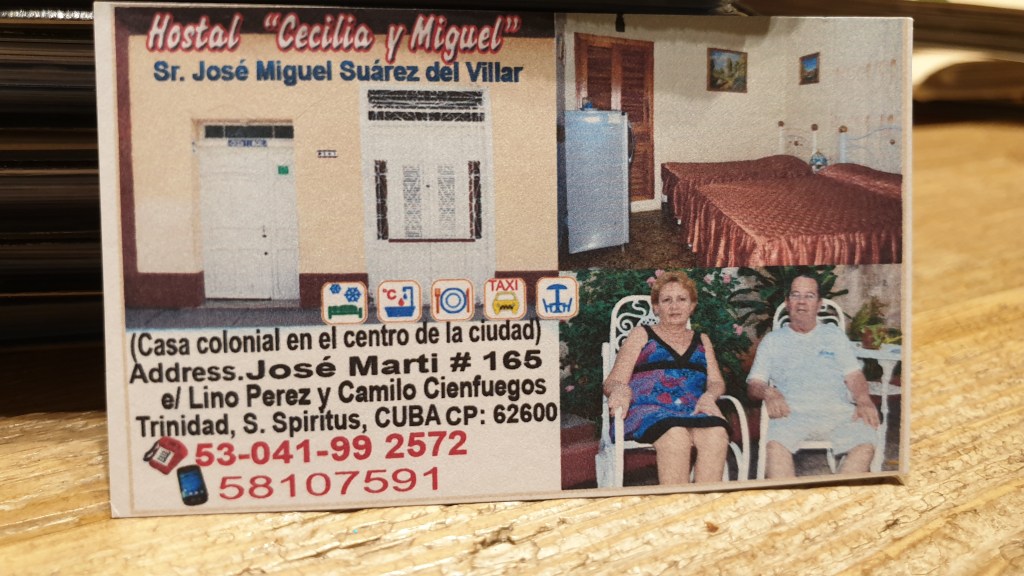 Hostal "Cecilia y Miguel"
Sr. José Miguel Suárez del Villar
°C
TAXI
(Casa colonial en el centro de la ciudad)
Address. José Marti # 165
e/ Lino Perez y Camilo Cienfuegos
Trinidad, S. Spiritus, CUBA CP: 62600
53-041-99 2572
58107591